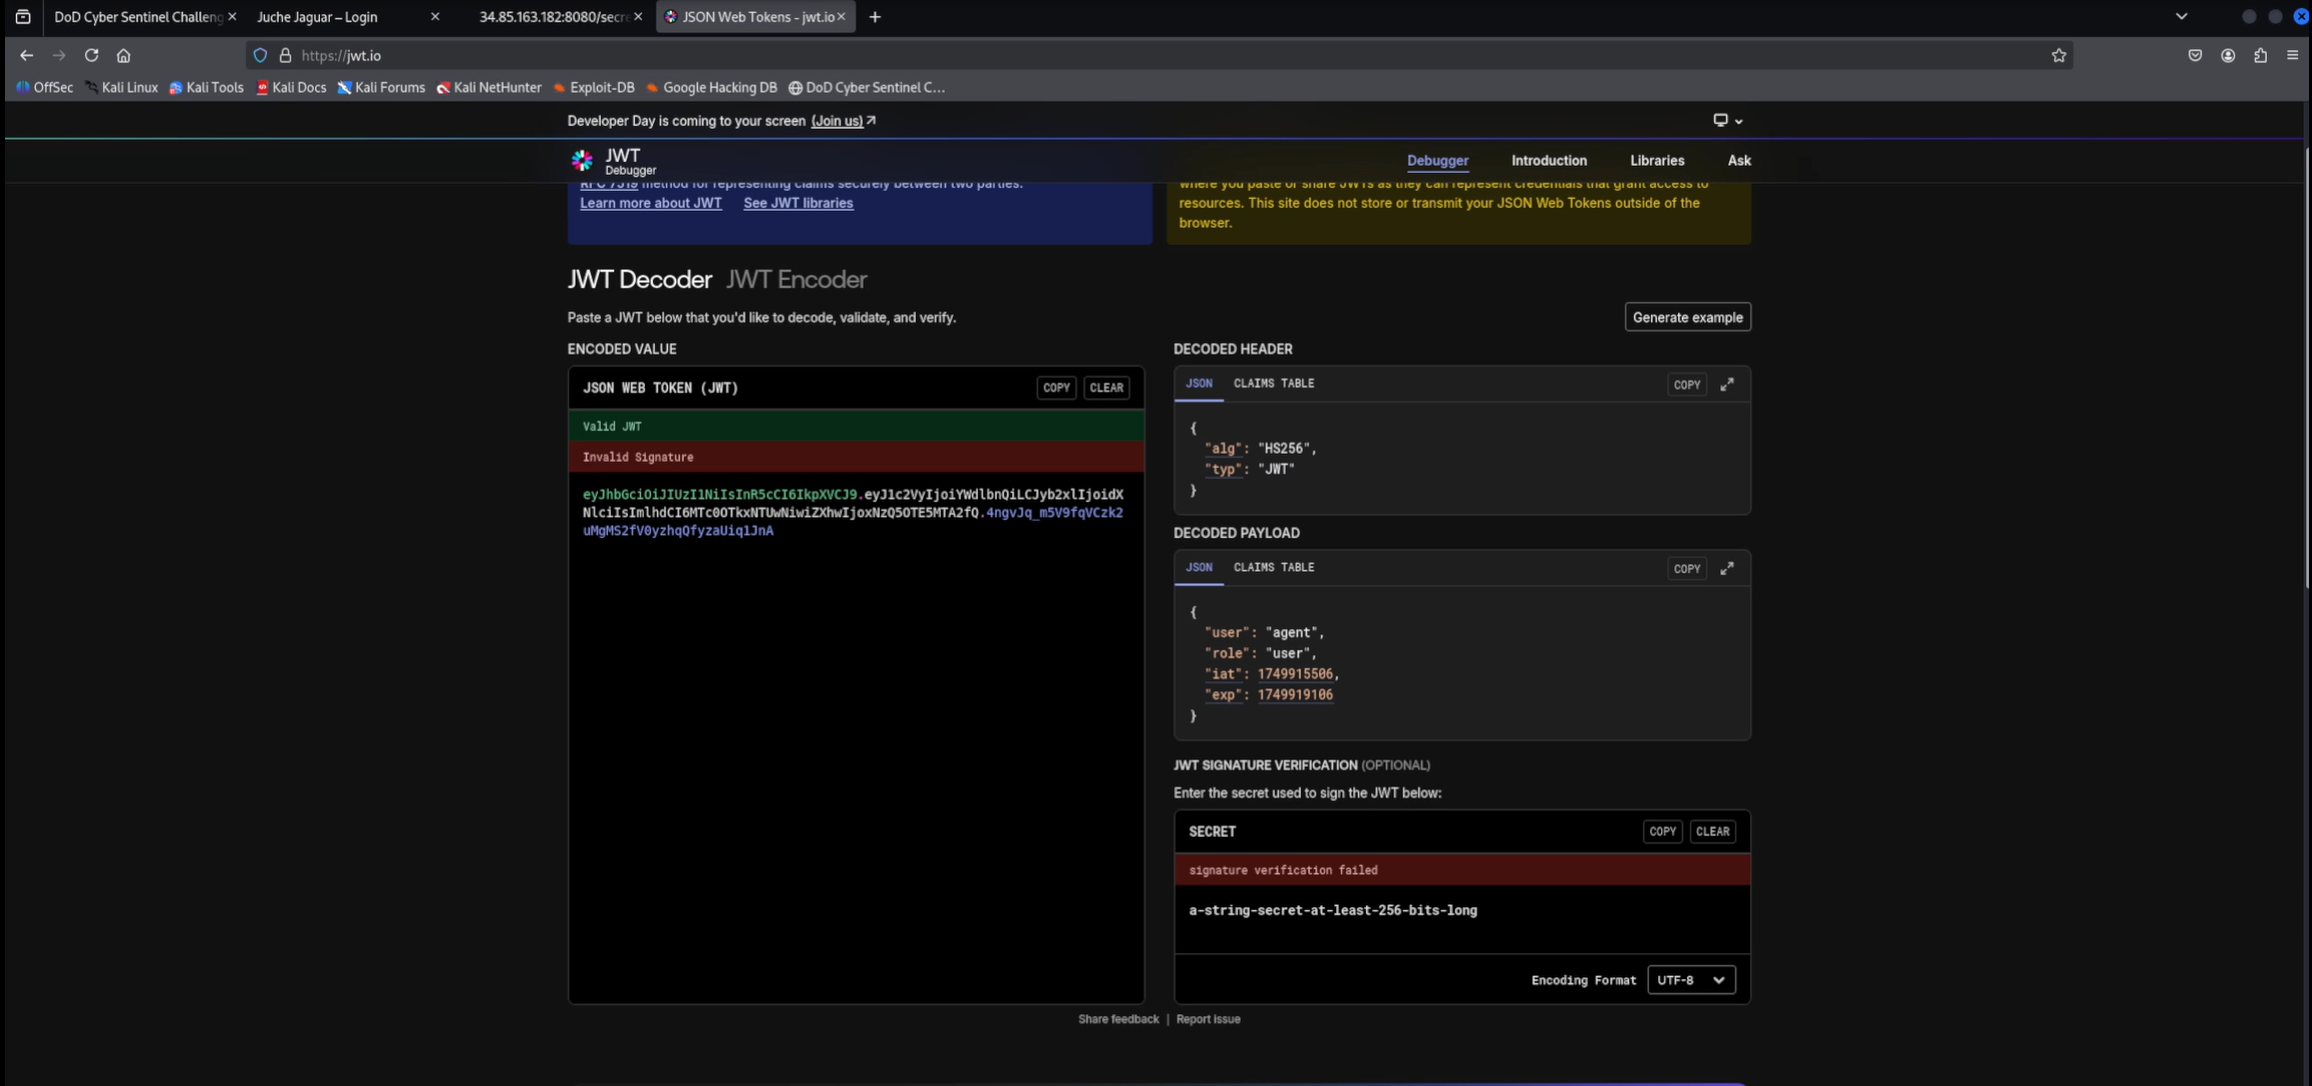 DoD Cyber Sentinel Challeng
Juche Jaguar – Login
34.85.163.182:8080/secre
JSON Web Tokens - jwt.io
https://jwt.io
OffSec
Kali Linux
Kali Tools
Kali Docs
Kali Forums
Kali NetHunter
Exploit-DB
Google Hacking DB
DoD Cyber Sentinel C…
Developer Day is coming to your screen (Join us)
JWT
Debugger
Debugger
Introduction
Libraries
Ask
RFC 7519 method for representing claims securely between two parties.
Learn more about JWT See JWT libraries
where you paste or share JWTs as they can represent credentials that grant access to
resources. This site does not store or transmit your JSON Web Tokens outside of the
browser.
JWT Decoder JWT Encoder
Paste a JWT below that you'd like to decode, validate, and verify.
Generate example
ENCODED VALUE
JSON WEB TOKEN (JWT)
COPY
CLEAR
Valid JWT
Invalid Signature
eyJhbGciOiJIUzI1NiIsInR5cCI6IkpXVCJ9.eyJ1c2VyIjoiYWdlbnQiLCJyb2xlIjoidX
NlciIsImlhdCI6MTc0OTkxNTUwNiwiZXhwIjoxNzQ5OTE5MTA2fQ.4ngvJq_m5V9fqVCzk2
uMgMS2fV0yzhqQfyzaUiqlJnA
DECODED HEADER
JSON
CLAIMS TABLE
COPY
{
"alg": "HS256",
"typ": "JWT"
}
DECODED PAYLOAD
JSON
CLAIMS TABLE
COPY
{
"user": "agent",
"role": "user",
"iat": 1749915506,
"exp": 1749919106
}
JWT SIGNATURE VERIFICATION (OPTIONAL)
Enter the secret used to sign the JWT below:
SECRET
COPY
CLEAR
signature verification failed
a-string-secret-at-least-256-bits-long
Encoding Format
UTF-8
Share feedback | Report issue